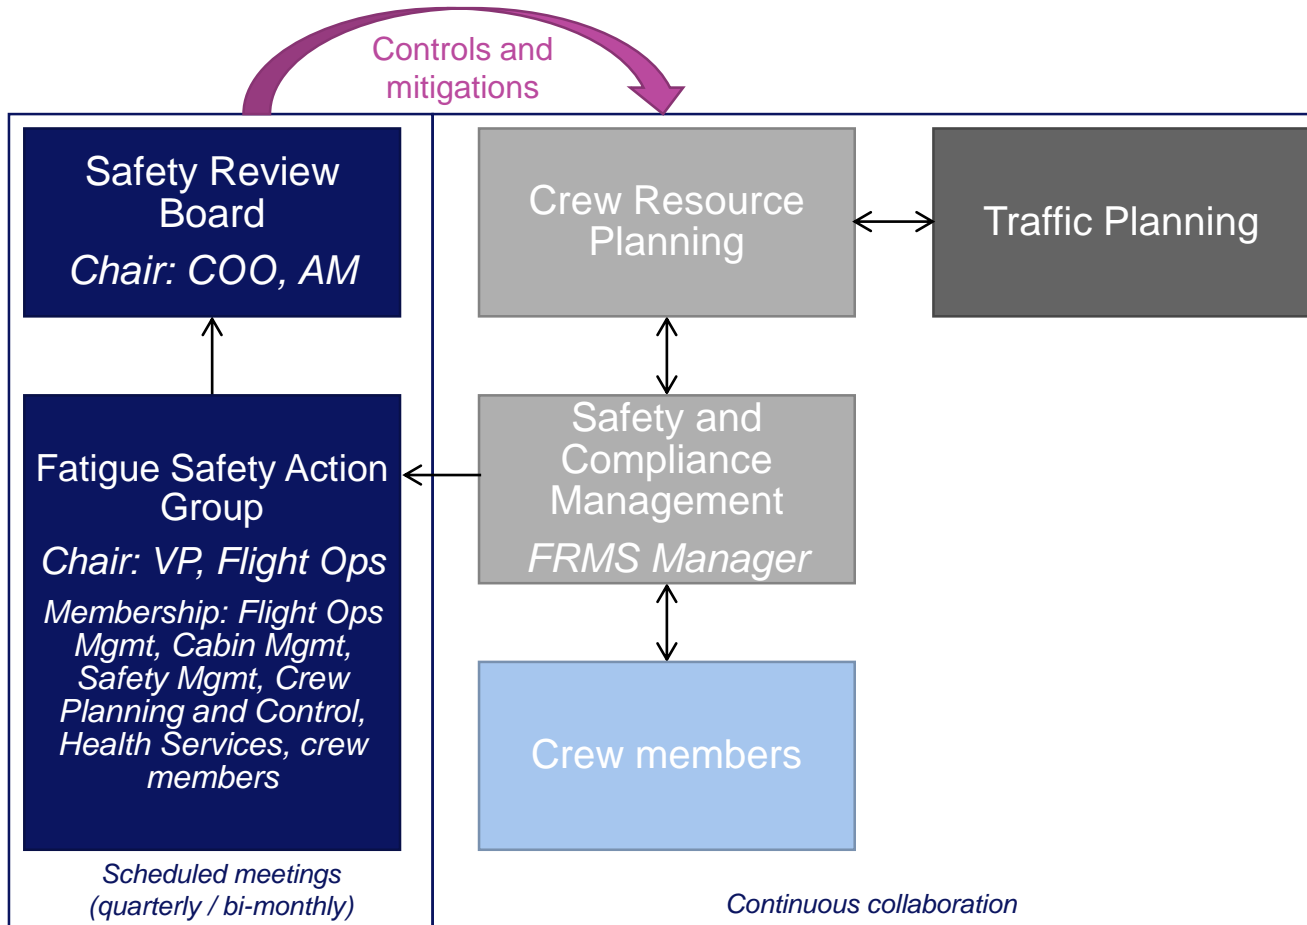 Controls and
mitigations
Safety Review
Board
Chair: COO, AM
Crew Resource
Planning
Traffic Planning
Fatigue Safety Action
Group
Chair: VP, Flight Ops
Membership: Flight Ops
Mgmt, Cabin Mgmt,
Safety Mgmt, Crew
Planning and Control,
Health Services, crew
members
Safety and
Compliance
Management
FRMS Manager
Crew members
Scheduled meetings
(quarterly / bi-monthly)
Continuous collaboration